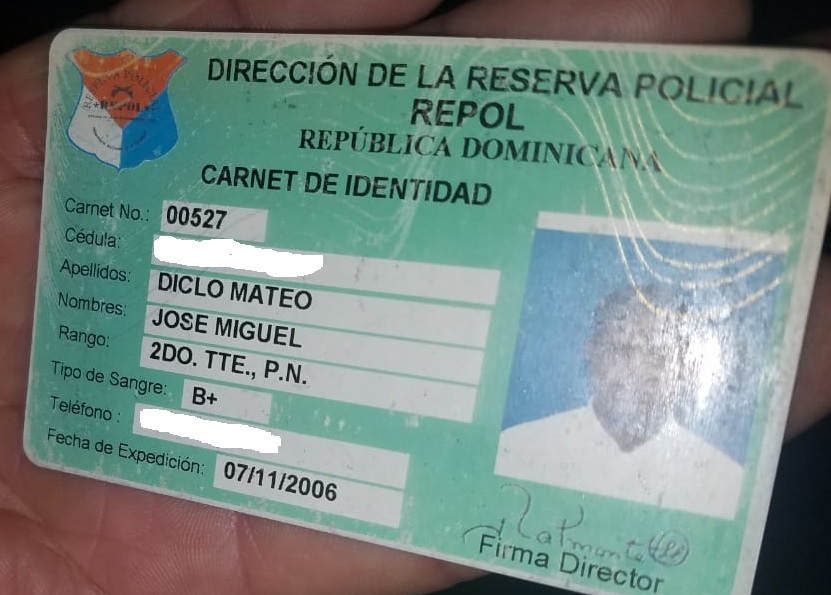 DIRECCIÓN DE LA RESERVA POLICIAL
REPOL
REPÚBLICA DOMINICANA
CARNET DE IDENTIDAD
REPOL
Carnet No.: 00527
Cédula:
Apellidos: DICLO MATEO
Nombres: JOSE MIGUEL
Rango: 2DO. TTE., P.N.
Tipo de Sangre: B+
Teléfono :
Fecha de Expedición: 07/11/2006
Firma Director